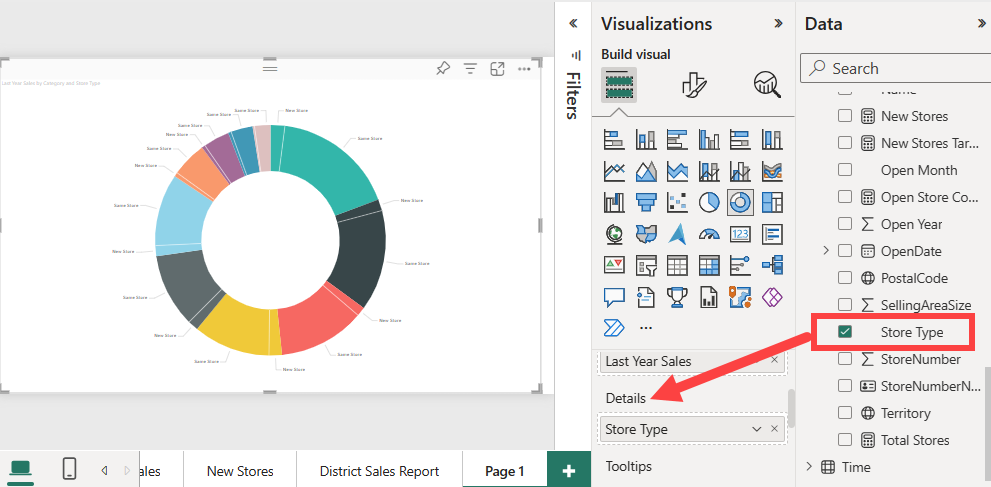 Last Year Sales by Category and Store Type
Same Store
New Store
Same Store
Same Store
New Store
Same Store
New Store
Same Store
New Store
Same Store
New Store
Same Store
New Store
Same Store
New Store
Same Store
New Store
Same Store
Filters
Visualizations
Build visual
123
Last Year Sales
Details
Store Type
Tooltips
Data
Search
Name
New Stores
New Stores Tar...
Open Month
Open Store Co...
Open Year
OpenDate
PostalCode
SellingAreaSize
Store Type
StoreNumber
StoreNumberN...
Territory
Total Stores
Time
ales
New Stores
District Sales Report
Page 1